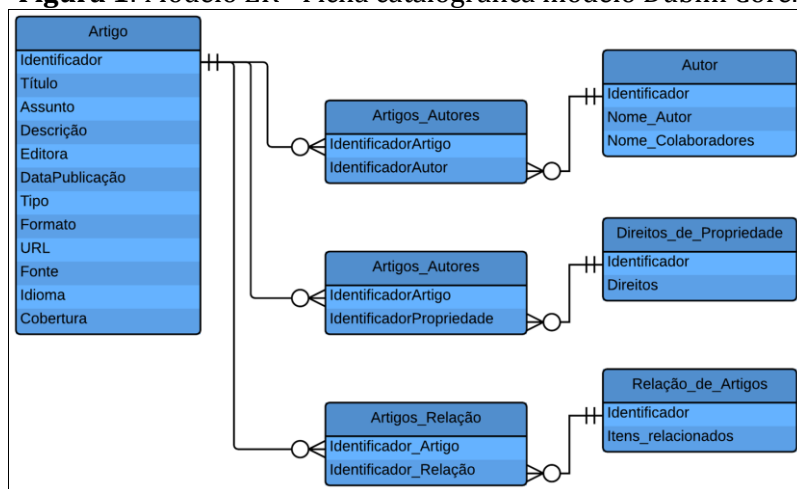 Figura 1: Modelo ER - Ficha catalográfica modelo Dublin Core.
Artigo
Identificador
Título
Assunto
Descrição
Editora
DataPublicação
Tipo
Formato
URL
Fonte
Idioma
Cobertura
Artigos_Autores
IdentificadorArtigo
IdentificadorAutor
Autor
Identificador
Nome_Autor
Nome_Colaboradores
Artigos_Autores
IdentificadorArtigo
IdentificadorPropriedade
Direitos_de_Propriedade
Identificador
Direitos
Artigos_Relação
Identificador_Artigo
Identificador_Relação
Relação_de_Artigos
Identificador
Itens_relacionados